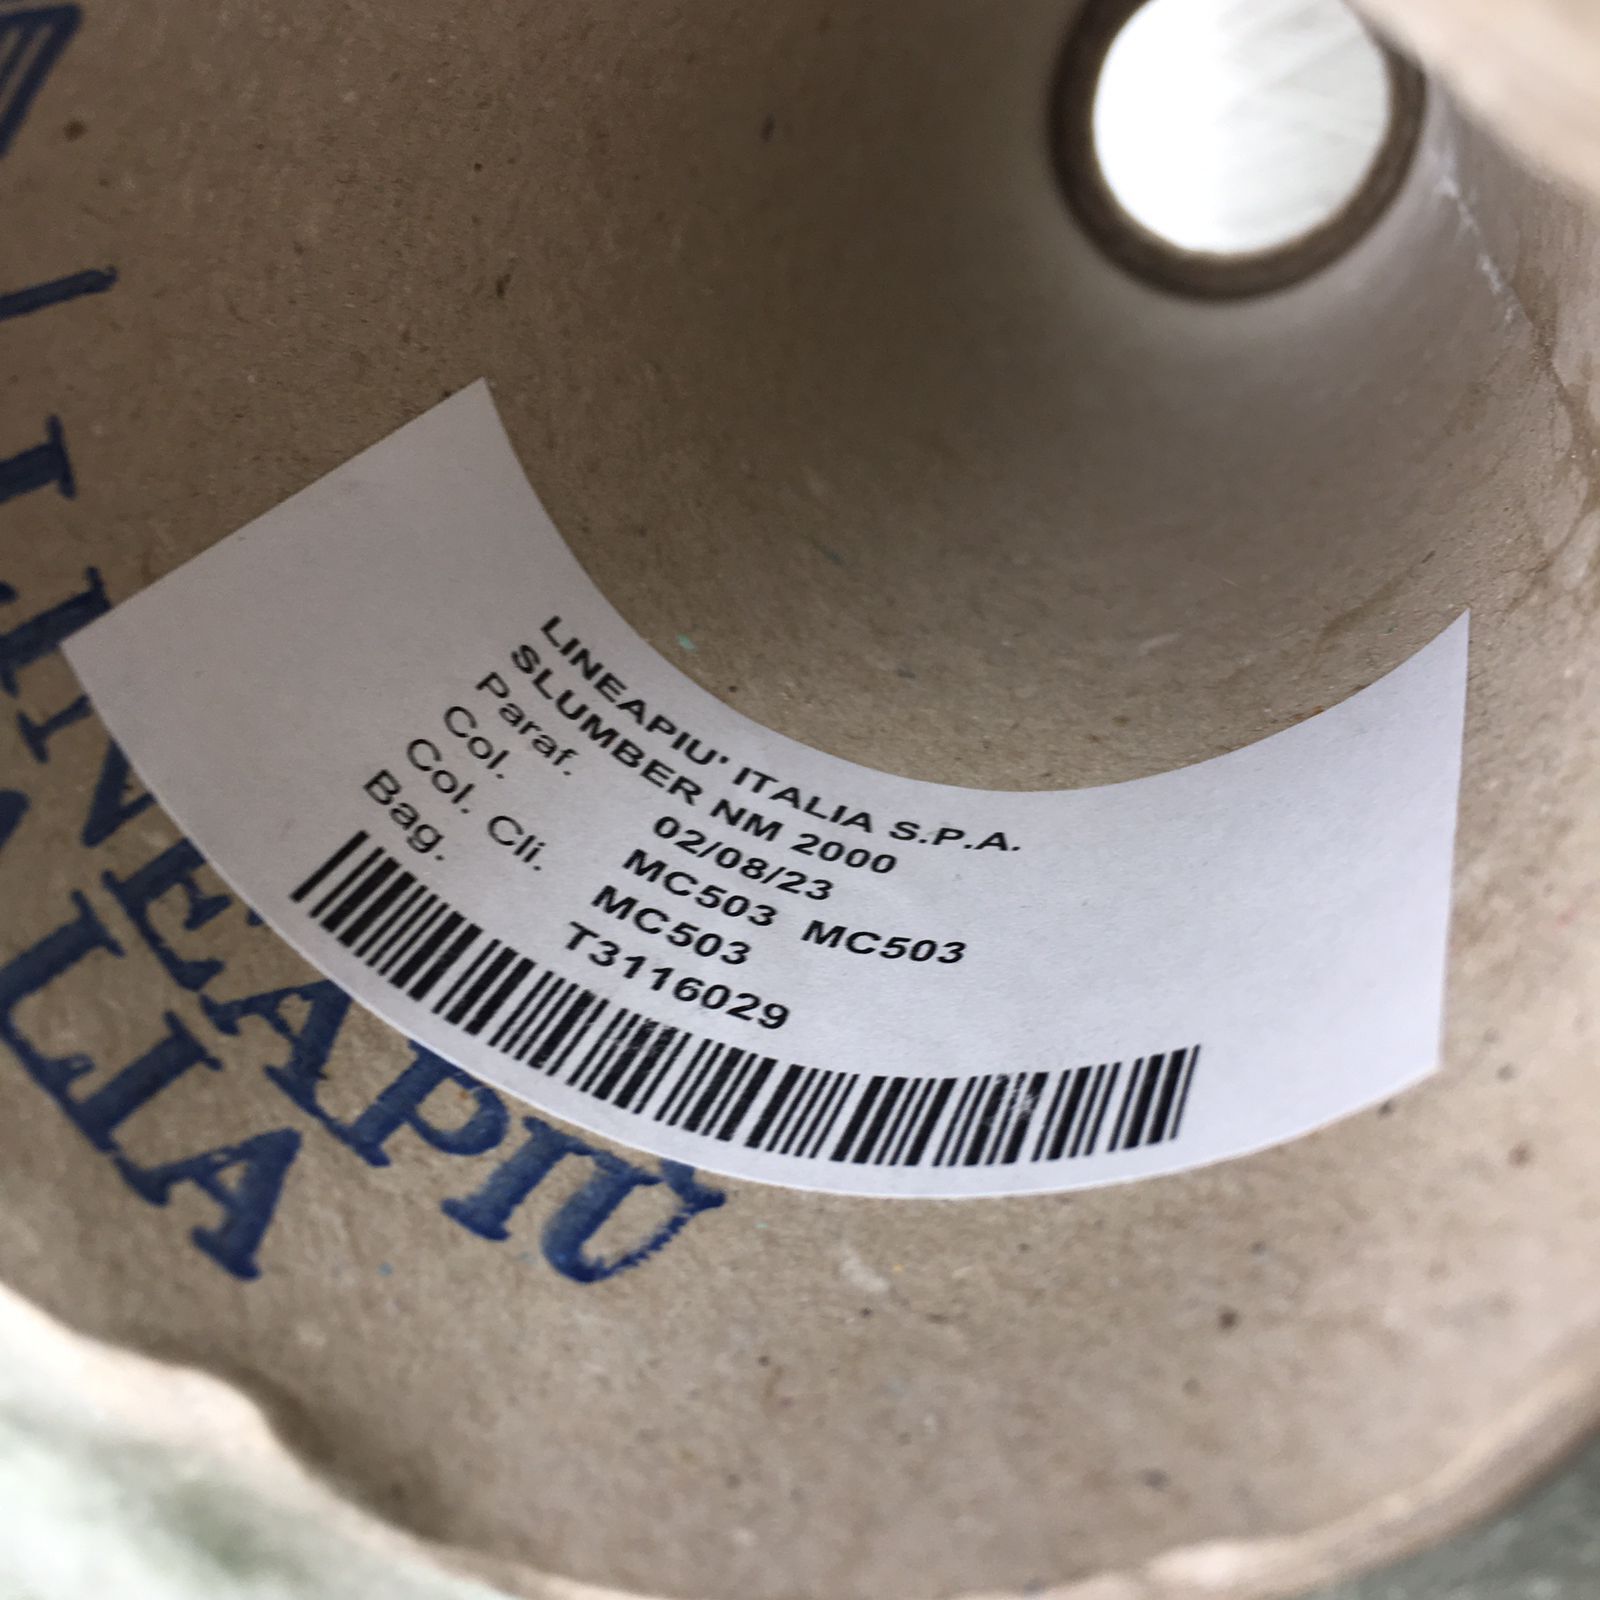 LINEAPIU' ITALIA S.P.A.
SLUMBER NM 2000
Paraf. 02/08/23
Col. MC503 MC503
Col. Cli. MC503
Bag. T3116029
LINEAPIÙ